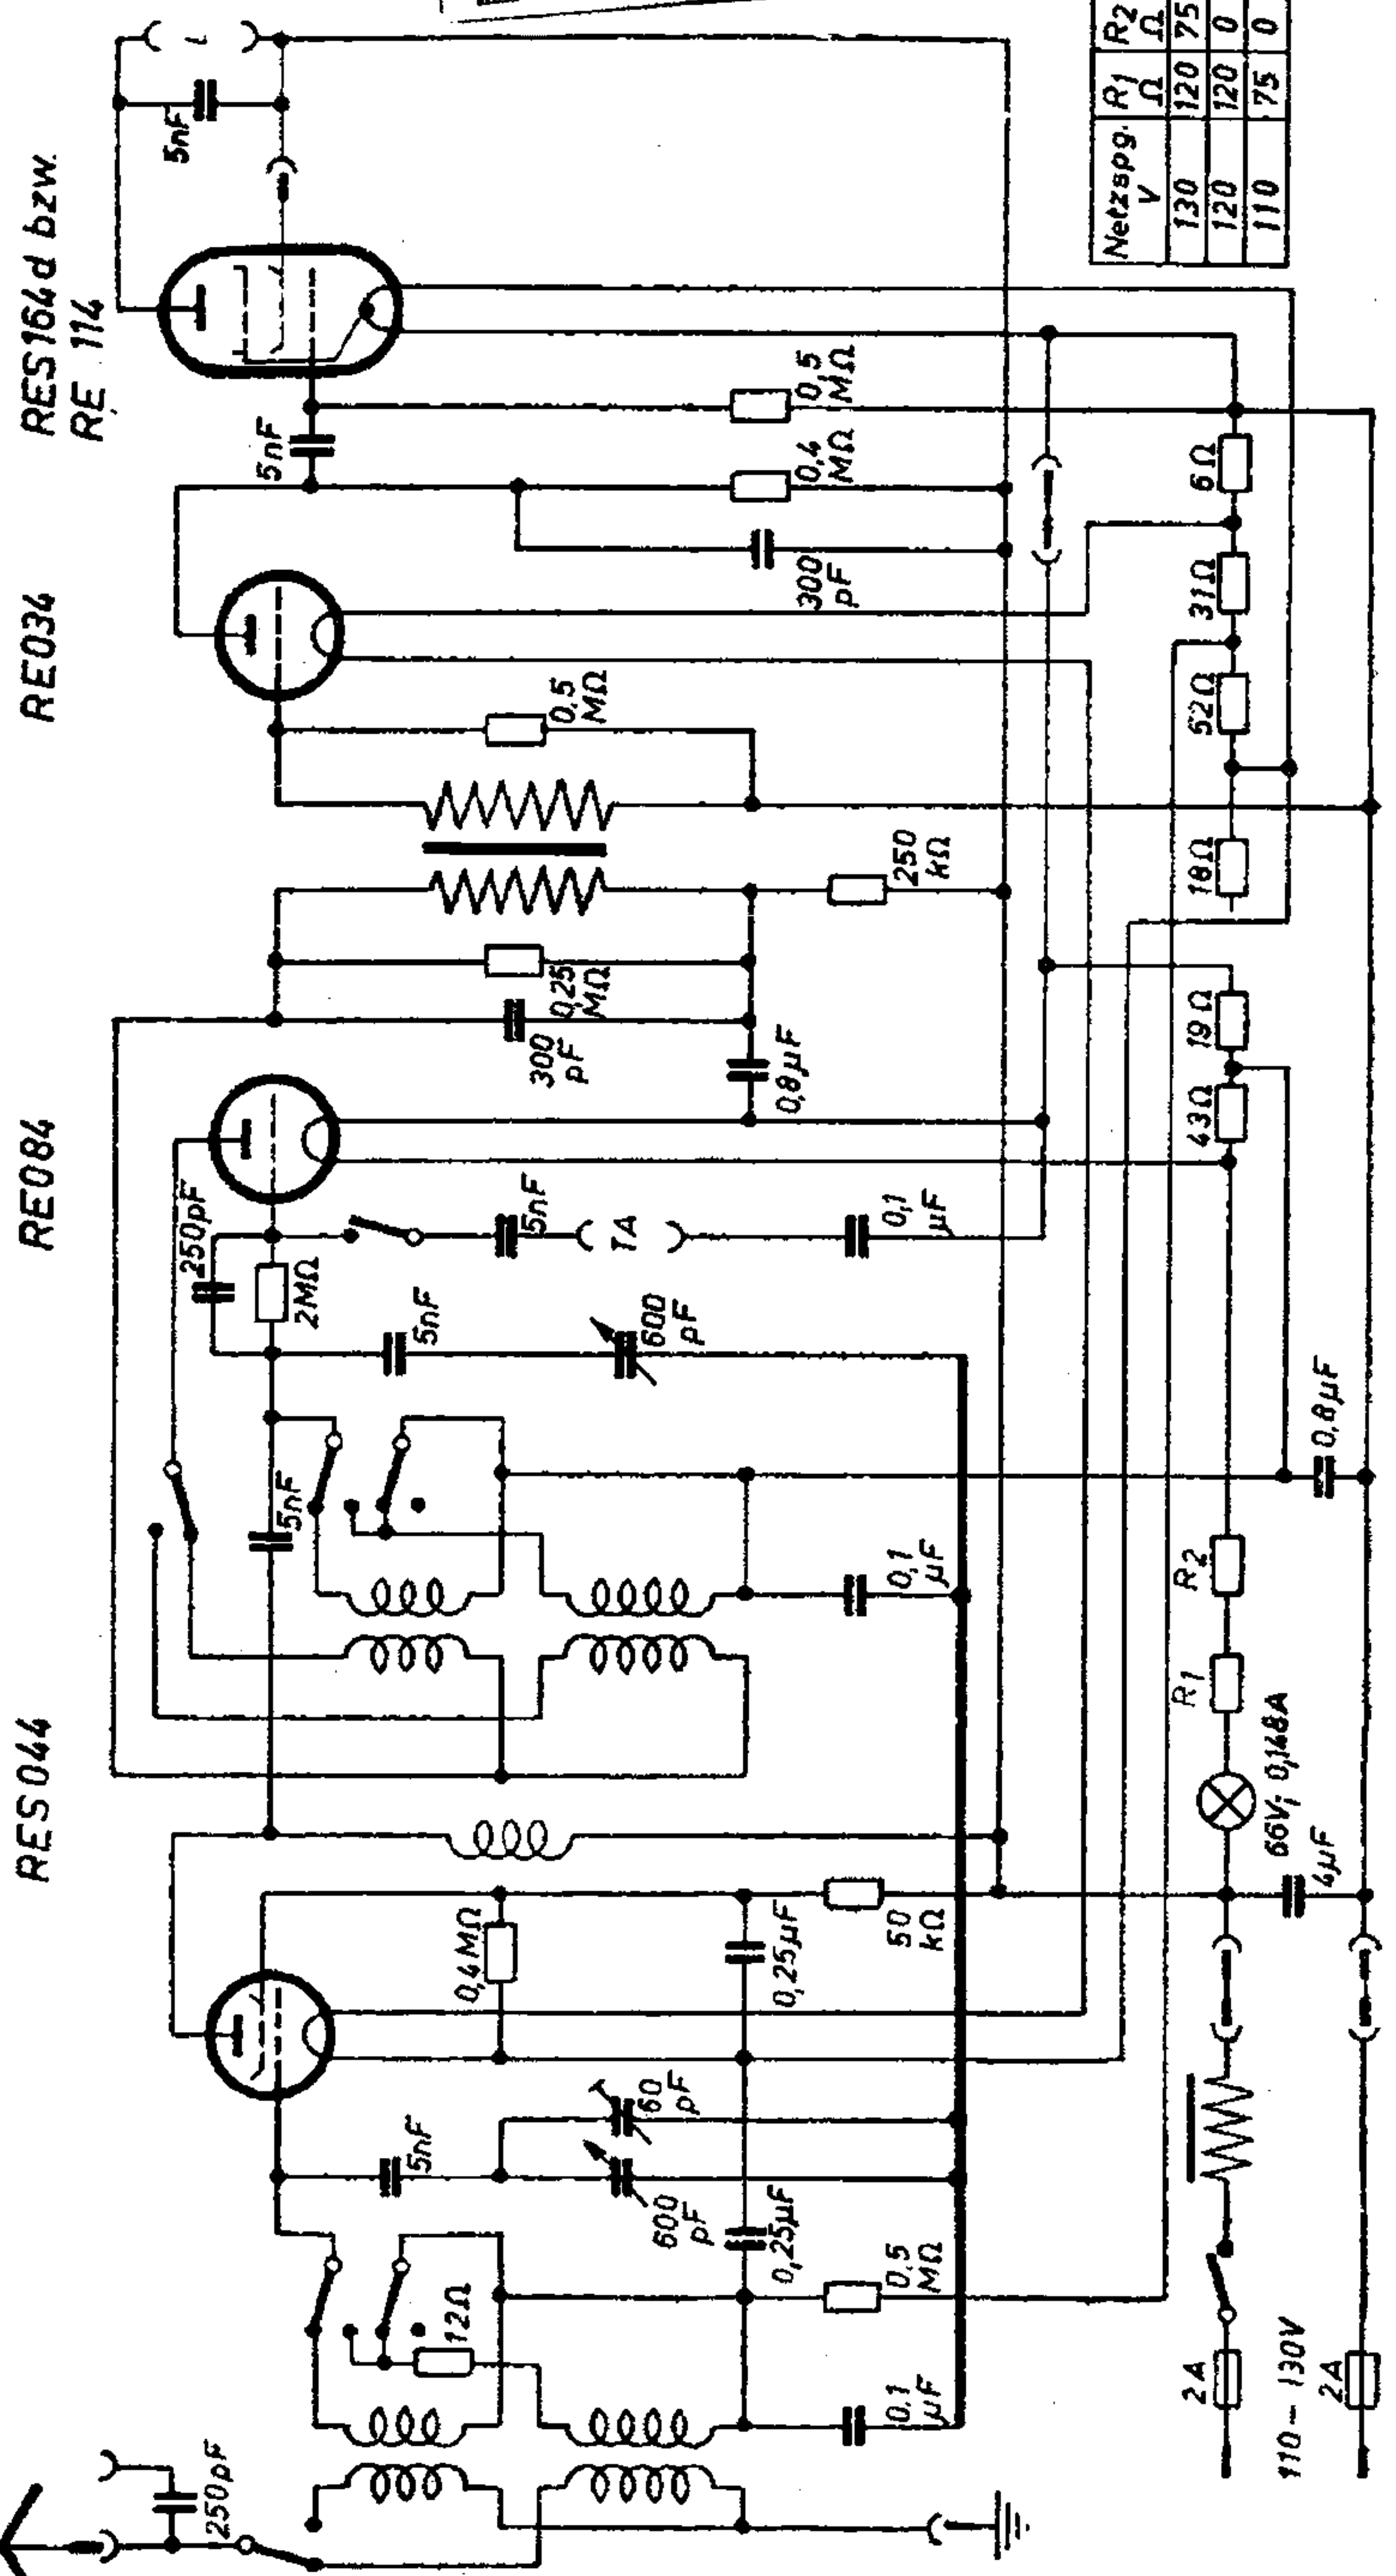 RES044
RE084
RE034
RES164d bzw.
RE 114
250pF
12Ω
5nF
600
pF
60
pF
0,25µF
0,5
MΩ
0,1
µF
0,4MΩ
0,25µF
50
kΩ
5nF
0,1
µF
250pF
2MΩ
5nF
600
pF
5nF
TA
0,1
µF
300
pF
0,25
MΩ
0,8µF
250
kΩ
0,5
MΩ
300
pF
0,4
MΩ
5nF
0,5
MΩ
5nF
L
2A
110-130V
2A
66V; 0,148A
4µF
R1
R2
0,8µF
43Ω
19Ω
18Ω
52Ω
31Ω
6Ω
Netzspg. R1 R2
V Ω Ω
130 120 75
120 120 0
110 75 0